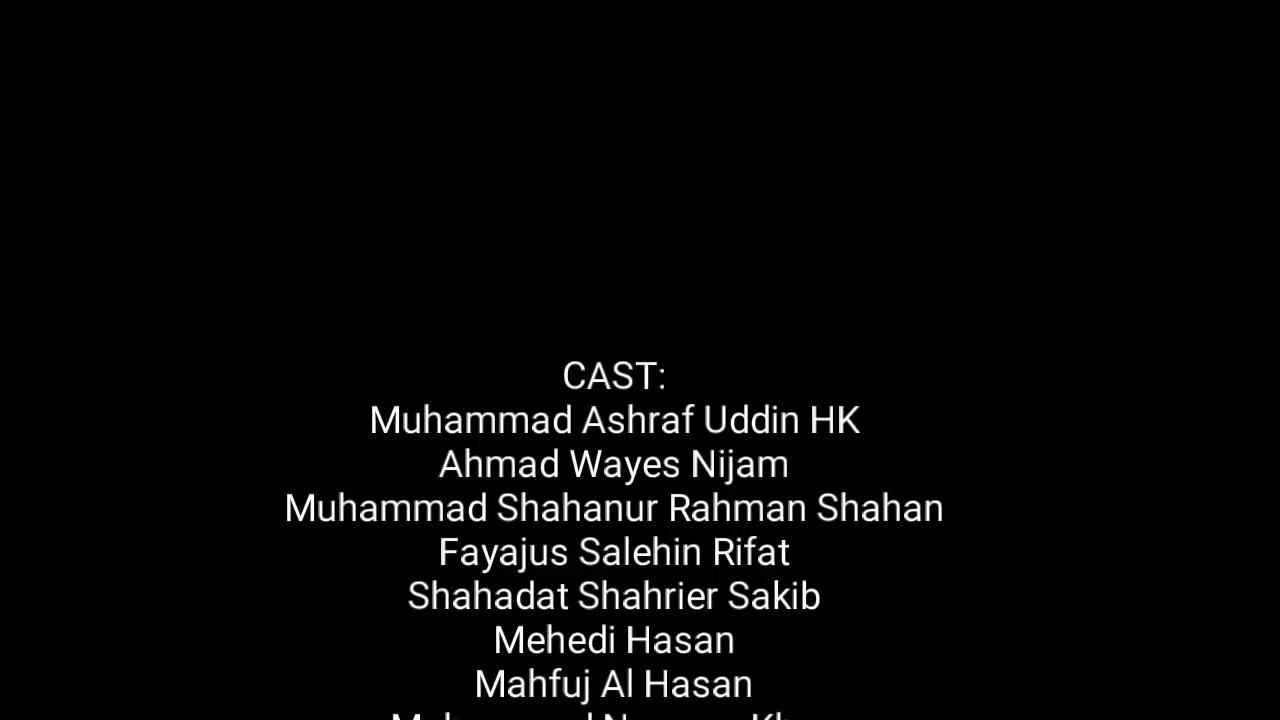 CAST:
Muhammad Ashraf Uddin HK
Ahmad Wayes Nijam
Muhammad Shahanur Rahman Shahan
Fayajus Salehin Rifat
Shahadat Shahrier Sakib
Mehedi Hasan
Mahfuj Al Hasan